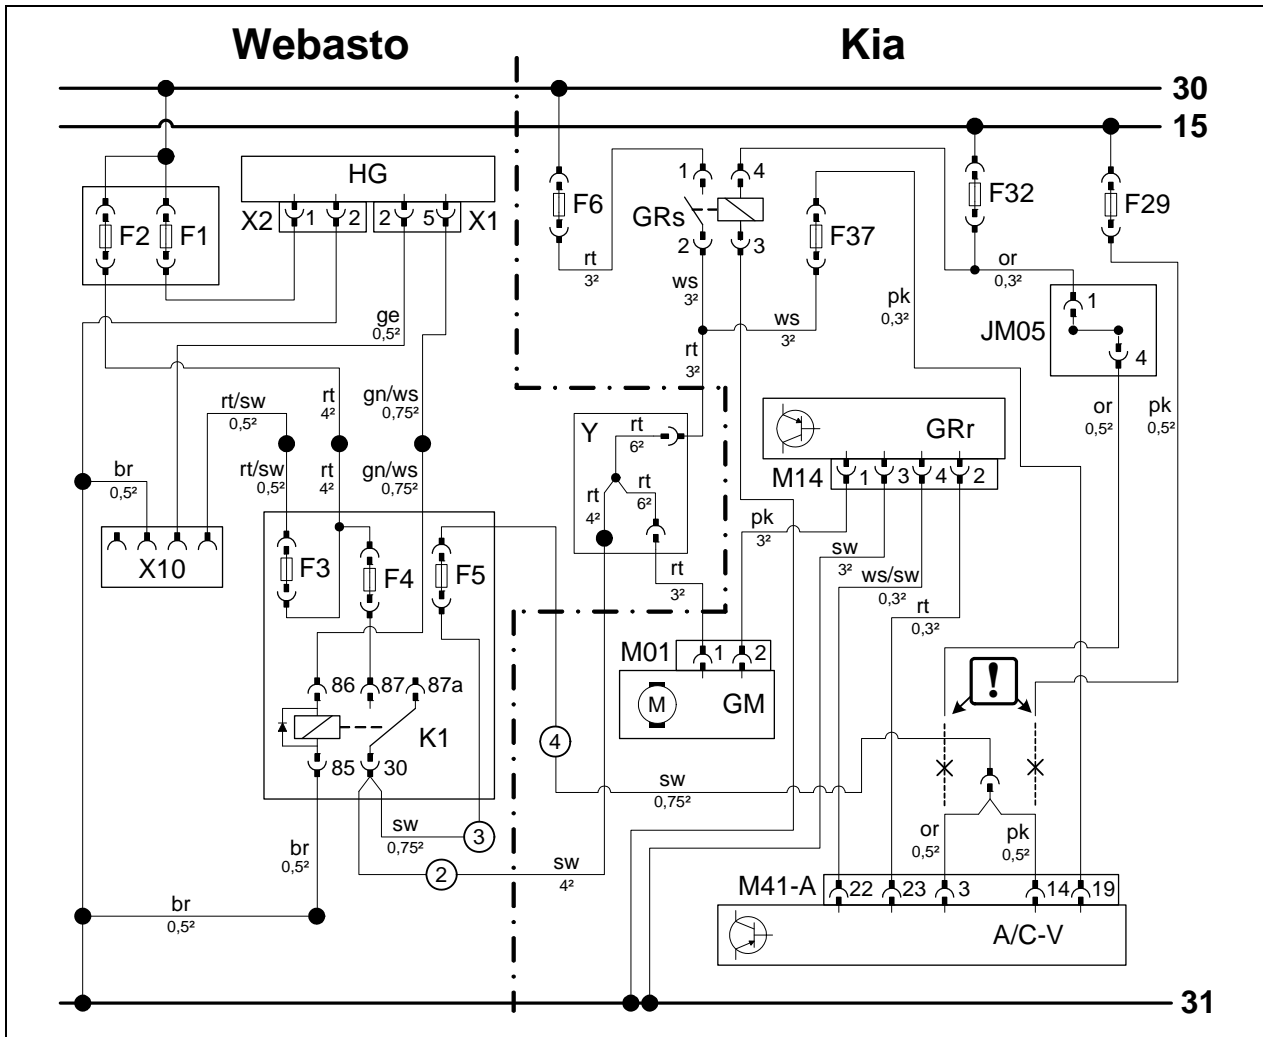 Webasto Kia
30
15
HG
1 4
F6
F32
F29
X2 1 2 2 5 X1
GRs
F2 F1
2 3
F37
rt
3²
or
0,3²
ws
3²
pk
0,3²
1
ge
0,5²
ws
3²
JM05
rt
3²
4
rt/sw
0,5²
rt
4²
gn/ws
0,75²
or
0,5²
pk
0,5²
Y
rt
6²
GRr
br
0,5²
rt/sw
0,5²
rt
4²
gn/ws
0,75²
rt
4²
rt
6²
M14 1 3 4 2
pk
3²
X10
F3 F4 F5
sw
3²
ws/sw
0,3²
rt
3²
rt
0,3²
M01 1 2
!
86 87 87a
M GM
K1
4
85 30
sw
0,75²
sw
0,75²
3
or
0,5²
pk
0,5²
br
0,5²
2
sw
4²
M41-A 22 23 3 14 19
br
0,5²
A/C-V
31